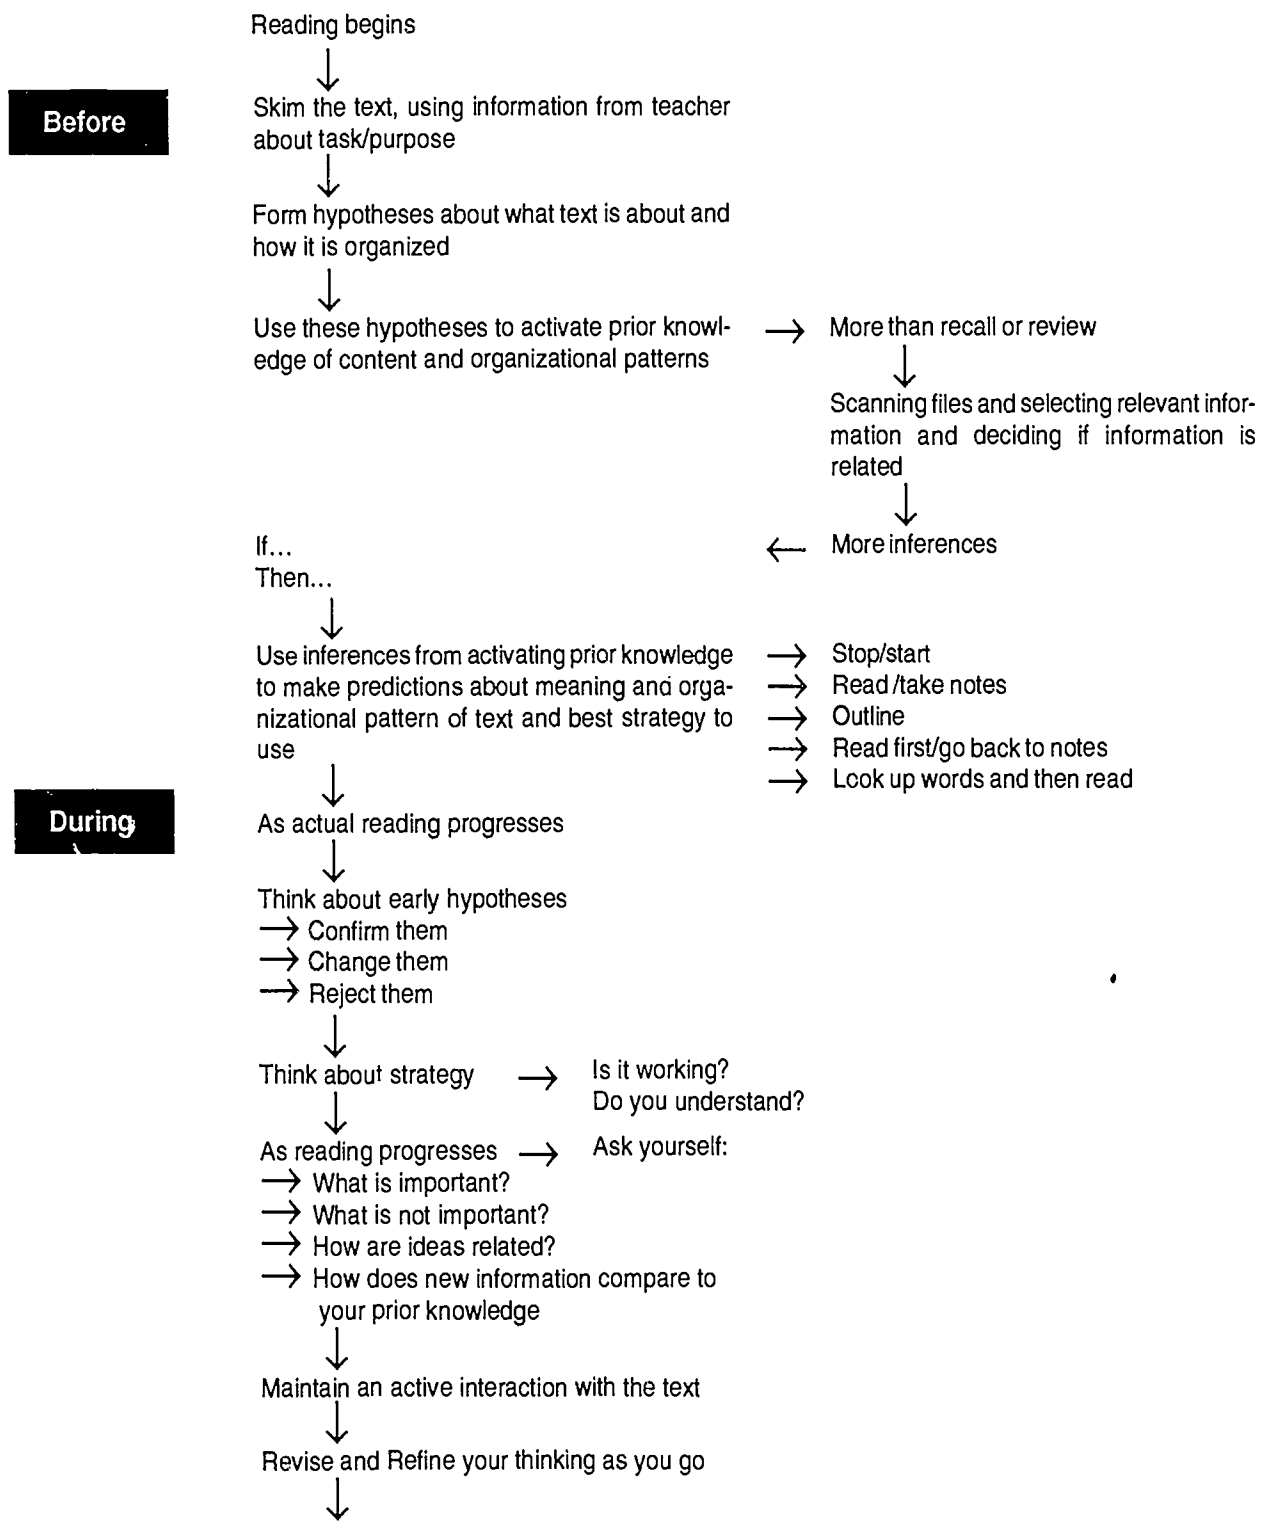 Reading begins
Before
Skim the text, using information from teacher
about task/purpose
Form hypotheses about what text is about and
how it is organized
Use these hypotheses to activate prior knowl-
edge of content and organizational patterns
More than recall or review
Scanning files and selecting relevant infor-
mation and deciding if information is
related
More inferences
If...
Then...
Use inferences from activating prior knowledge
to make predictions about meaning and orga-
nizational pattern of text and best strategy to
use
Stop/start
Read/take notes
Outline
Read first/go back to notes
Look up words and then read
During
As actual reading progresses
Think about early hypotheses
Confirm them
Change them
Reject them
Think about strategy
Is it working?
Do you understand?
As reading progresses
Ask yourself:
What is important?
What is not important?
How are ideas related?
How does new information compare to
your prior knowledge
Maintain an active interaction with the text
Revise and Refine your thinking as you go